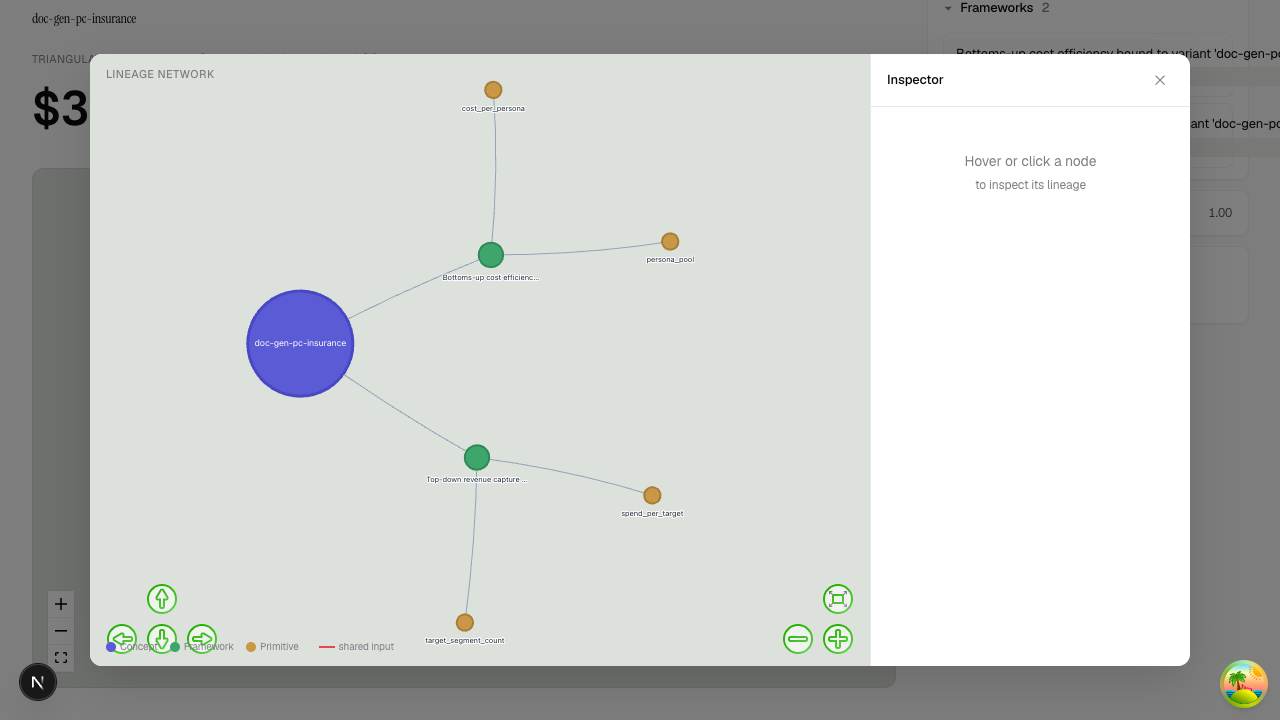 doc-gen-pc-insurance
Frameworks 2
Bottoms-up cost efficiency bound to variant 'doc-gen-pc
TRIANGULA
$3
ant 'doc-gen-pc
1.00
LINEAGE NETWORK
cost_per_persona
persona_pool
Bottoms-up cost efficienc...
doc-gen-pc-insurance
Top-down revenue capture ...
spend_per_target
target_segment_count
Concept Framework Primitive shared input
Inspector
Hover or click a node
to inspect its lineage
N